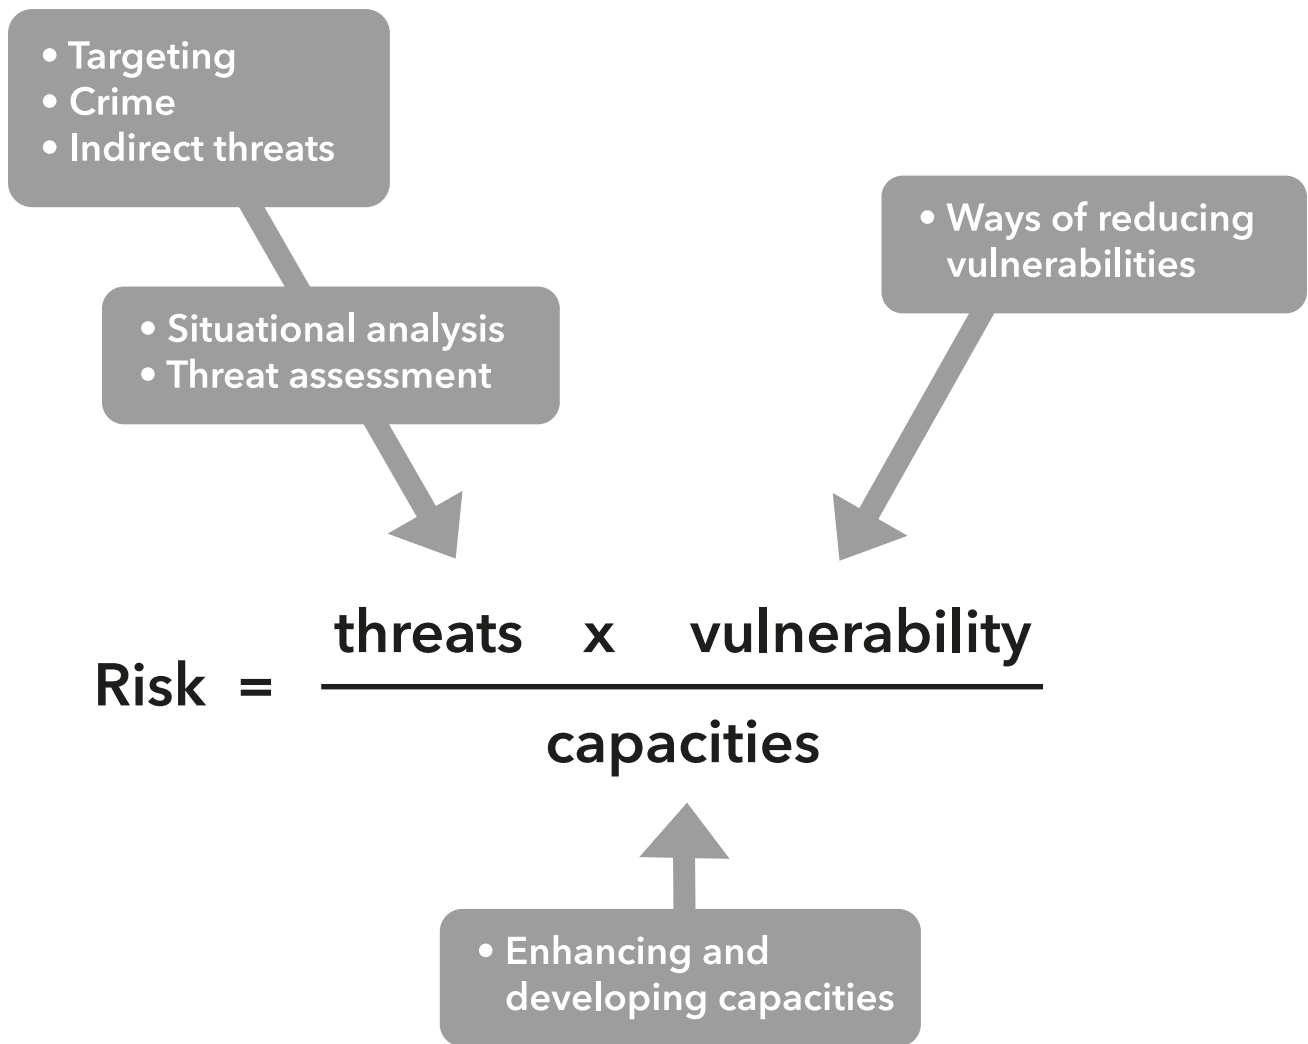 • Targeting
• Crime
• Indirect threats
• Ways of reducing
vulnerabilities
• Situational analysis
• Threat assessment
threats x vulnerability
Risk =
capacities
• Enhancing and
developing capacities